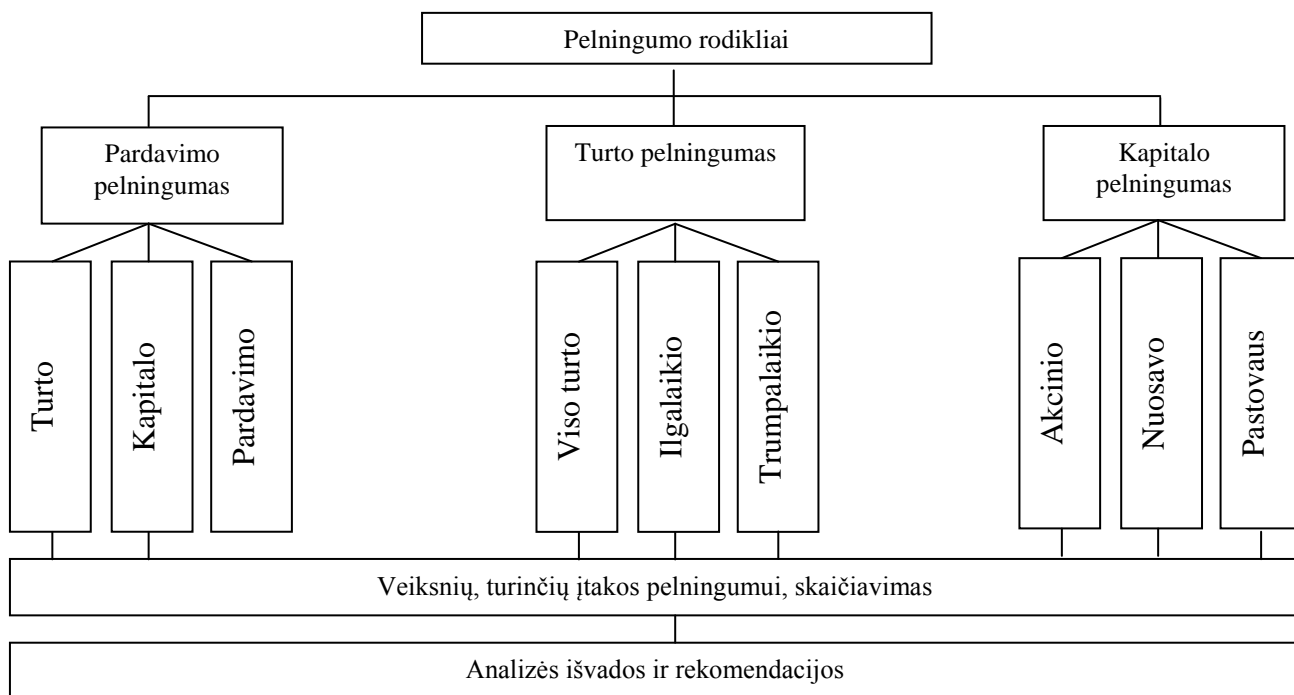 Pelningumo rodikliai
Pardavimo
pelningumas
Turto pelningumas
Kapitalo
pelningumas
Turto
Kapitalo
Pardavimo
Viso turto
Ilgalaikio
Trumpalaikio
Akcinio
Nuosavo
Pastovaus
Veiksnių, turinčių įtakos pelningumui, skaičiavimas
Analizės išvados ir rekomendacijos